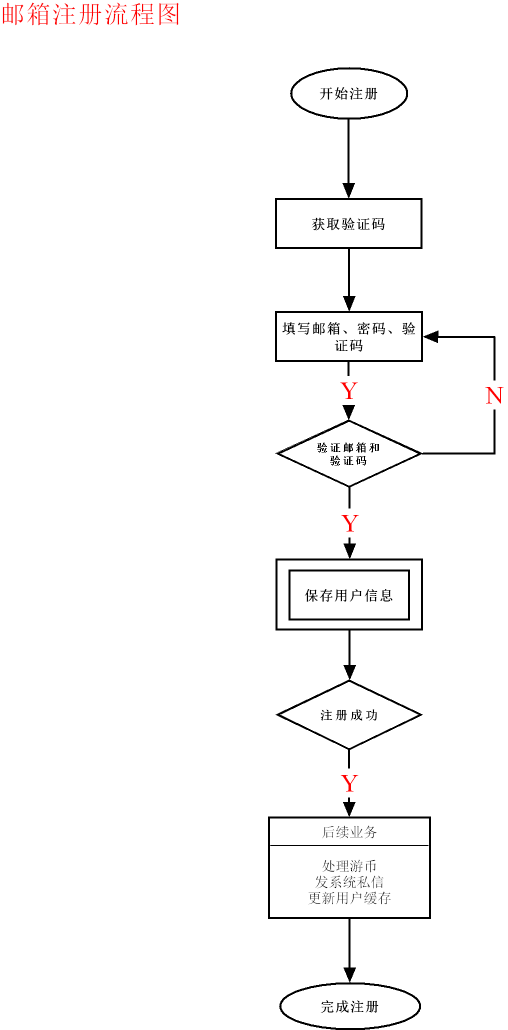 邮箱注册流程图
开始注册
获取验证码
填写邮箱、密码、验
证码
Y
N
验证邮箱和
验证码
Y
保存用户信息
注册成功
Y
后续业务
处理游币
发系统私信
更新用户缓存
完成注册